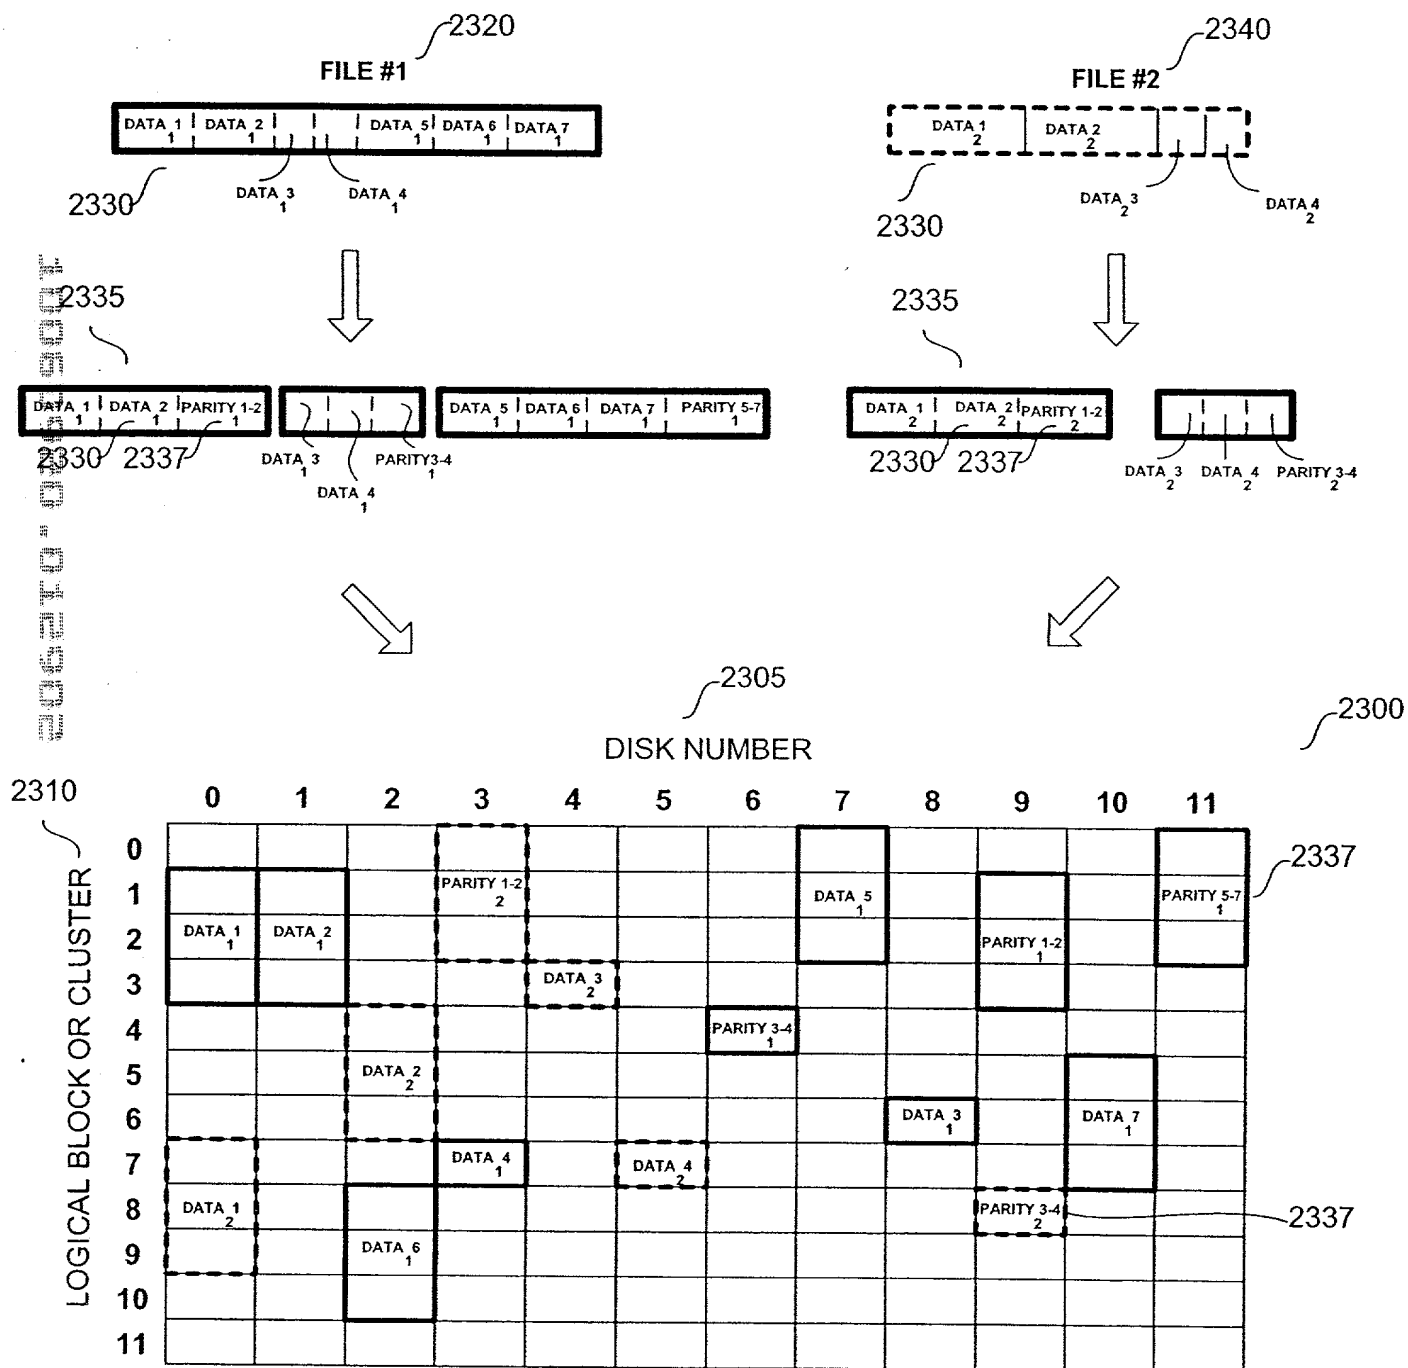 2320
2340
FILE #1
FILE #2
DATA 1 1 DATA 2 1 DATA 5 1 DATA 6 1 DATA 7 1
DATA 1 2 DATA 2 2
2330 DATA 3 1 DATA 4 1
2330 DATA 3 2 DATA 4 2
2335
2335
DATA 1 1 DATA 2 1 PARITY 1-2 1 DATA 5 1 DATA 6 1 DATA 7 1 PARITY 5-7 1
DATA 1 2 DATA 2 2 PARITY 1-2 2
2330 2337 DATA 3 1 DATA 4 1 PARITY3-4 1
2330 2337 DATA 3 2 DATA 4 2 PARITY 3-4 2
2305
2300
DISK NUMBER
2310
0 1 2 3 4 5 6 7 8 9 10 11
LOGICAL BLOCK OR CLUSTER
0
2337
1 PARITY 1-2 2 DATA 5 1 PARITY 5-7 1
2 DATA 1 1 DATA 2 1 PARITY 1-2 1
3 DATA 3 2
4 PARITY 3-4 1
5 DATA 2 2
6 DATA 3 1 DATA 7 1
7 DATA 4 1 DATA 4 2
8 DATA 1 2 PARITY 3-4 2 2337
9 DATA 6 1
10
11